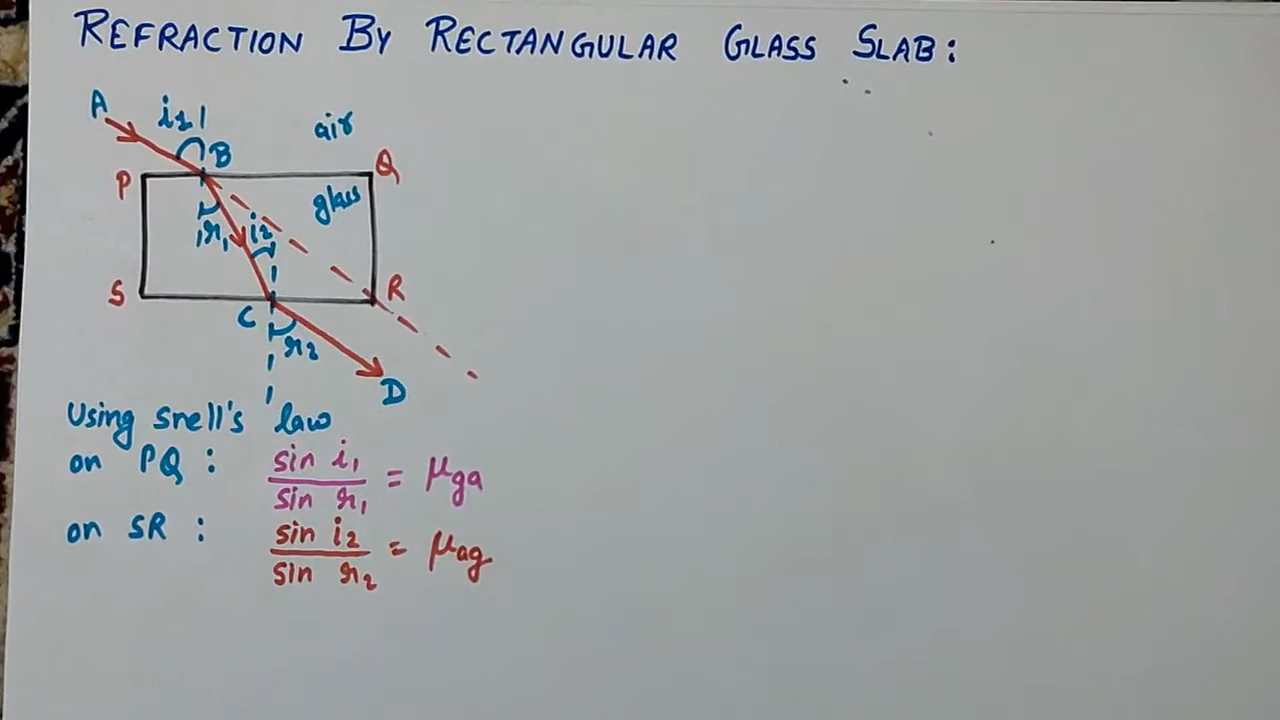 REFRACTION BY RECTANGULAR GLASS SLAB:
A
i1
air
B
P
Q
glass
r1
i2
S
R
C
r2
D
Using snell's law
on PQ : sin i1 / sin r1 = μga
on SR : sin i2 / sin r2 = μag